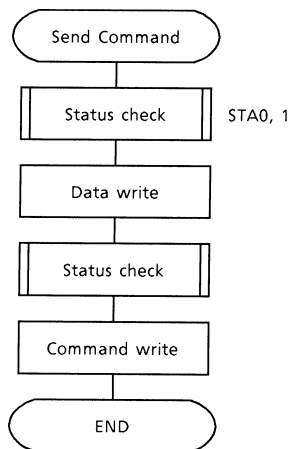 Send Command
Status check STA0, 1
Data write
Status check
Command write
END